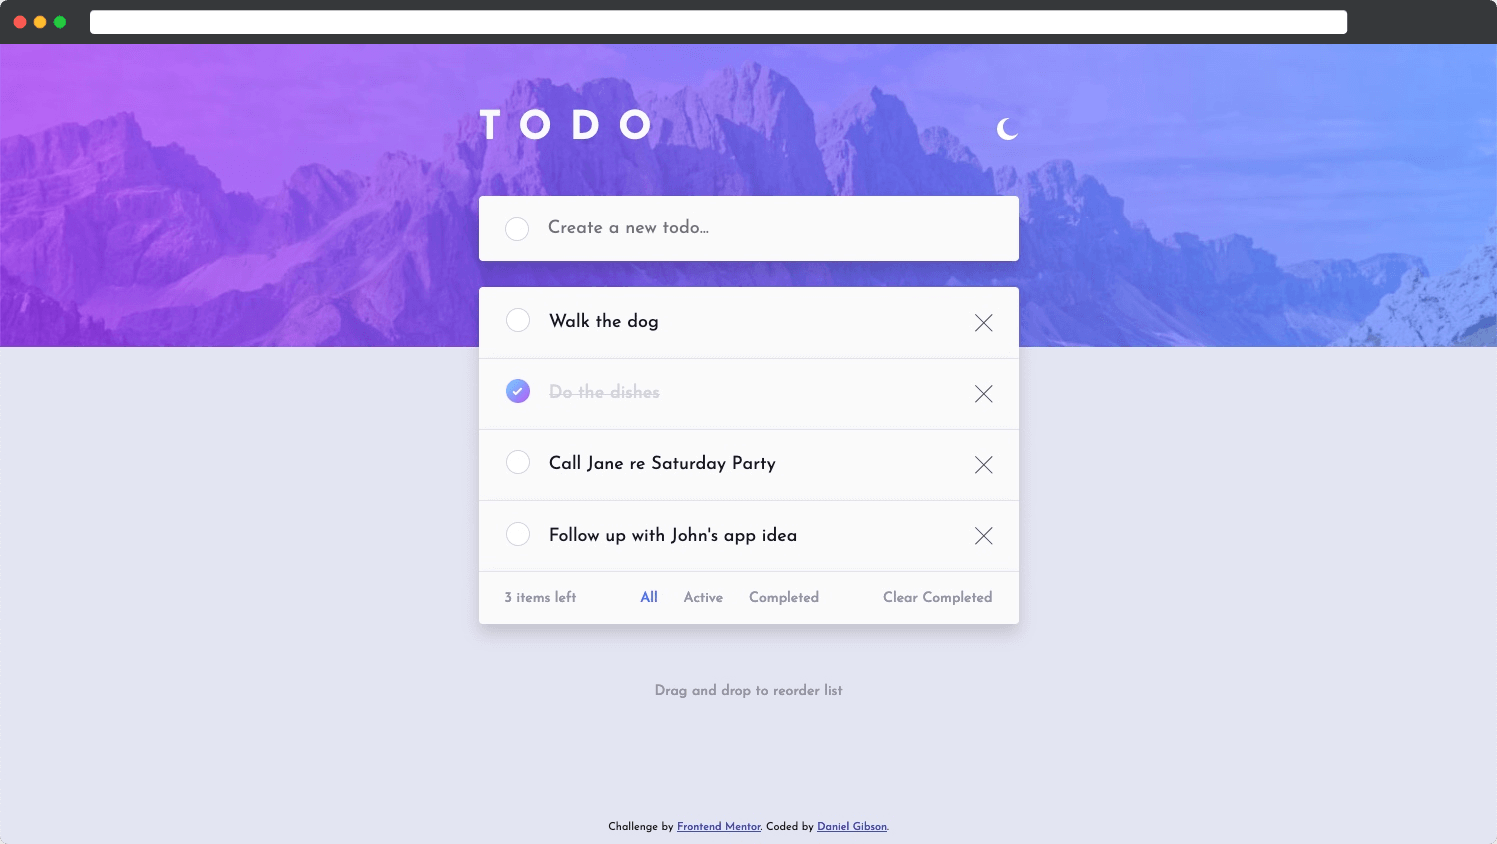 TODO
Create a new todo...
Walk the dog
Do the dishes
Call Jane re Saturday Party
Follow up with John's app idea
3 items left All Active Completed Clear Completed
Drag and drop to reorder list
Challenge by Frontend Mentor. Coded by Daniel Gibson.